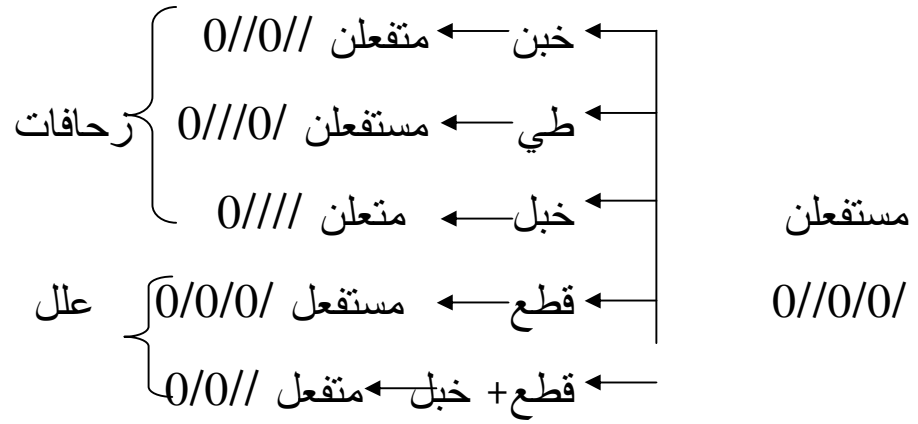 خبن متفعلن //0//0
طي مستفعلن /0///0 زحافات
مستفعلن خبل متعلن ////0
/0/0//0 قطع مستفعل /0/0/0 علل
قطع+ خبل متفعل //0/0